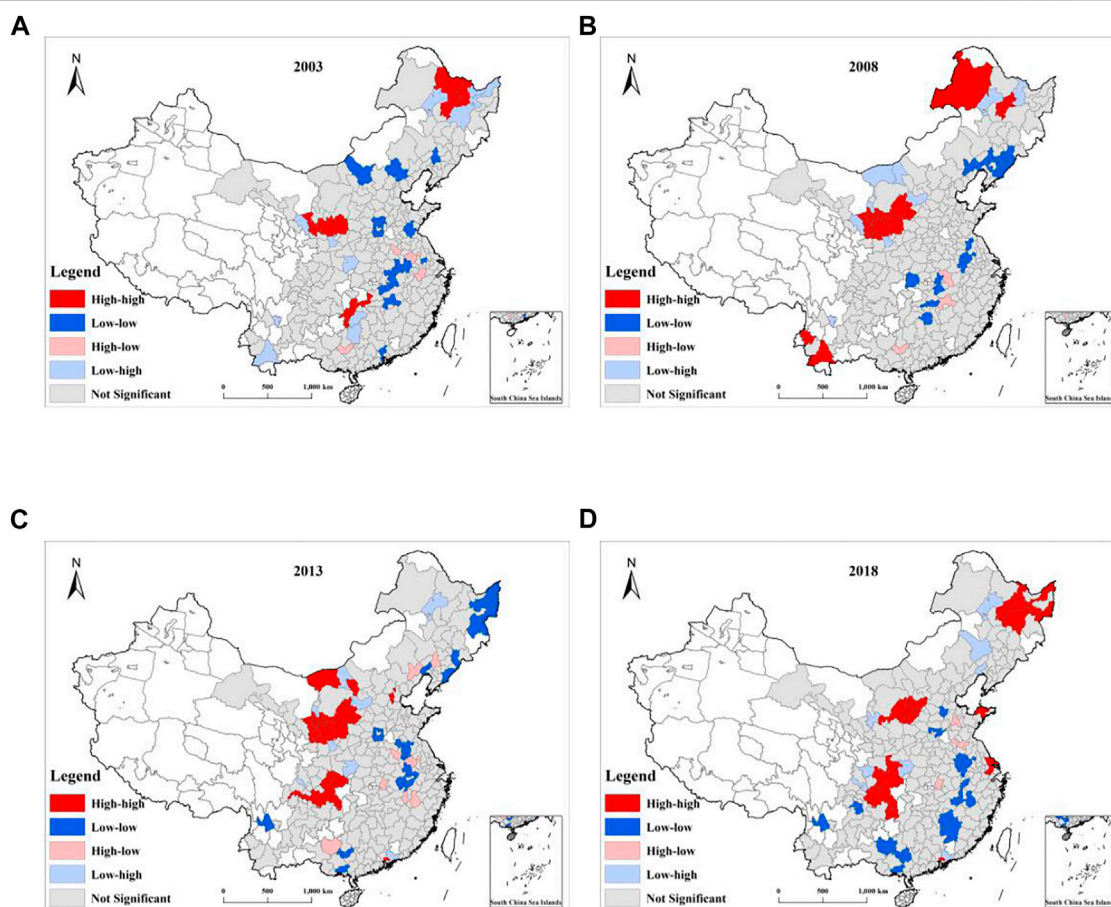 A
N
2003
Legend
High-high
Low-low
High-low
Low-high
Not Significant
0 500 1,000 km
South China Sea Islands
B
N
2008
Legend
High-high
Low-low
High-low
Low-high
Not Significant
0 500 1,000 km
South China Sea Islands
C
N
2013
Legend
High-high
Low-low
High-low
Low-high
Not Significant
0 500 1,000 km
South China Sea Islands
D
N
2018
Legend
High-high
Low-low
High-low
Low-high
Not Significant
0 500 1,000 km
South China Sea Islands